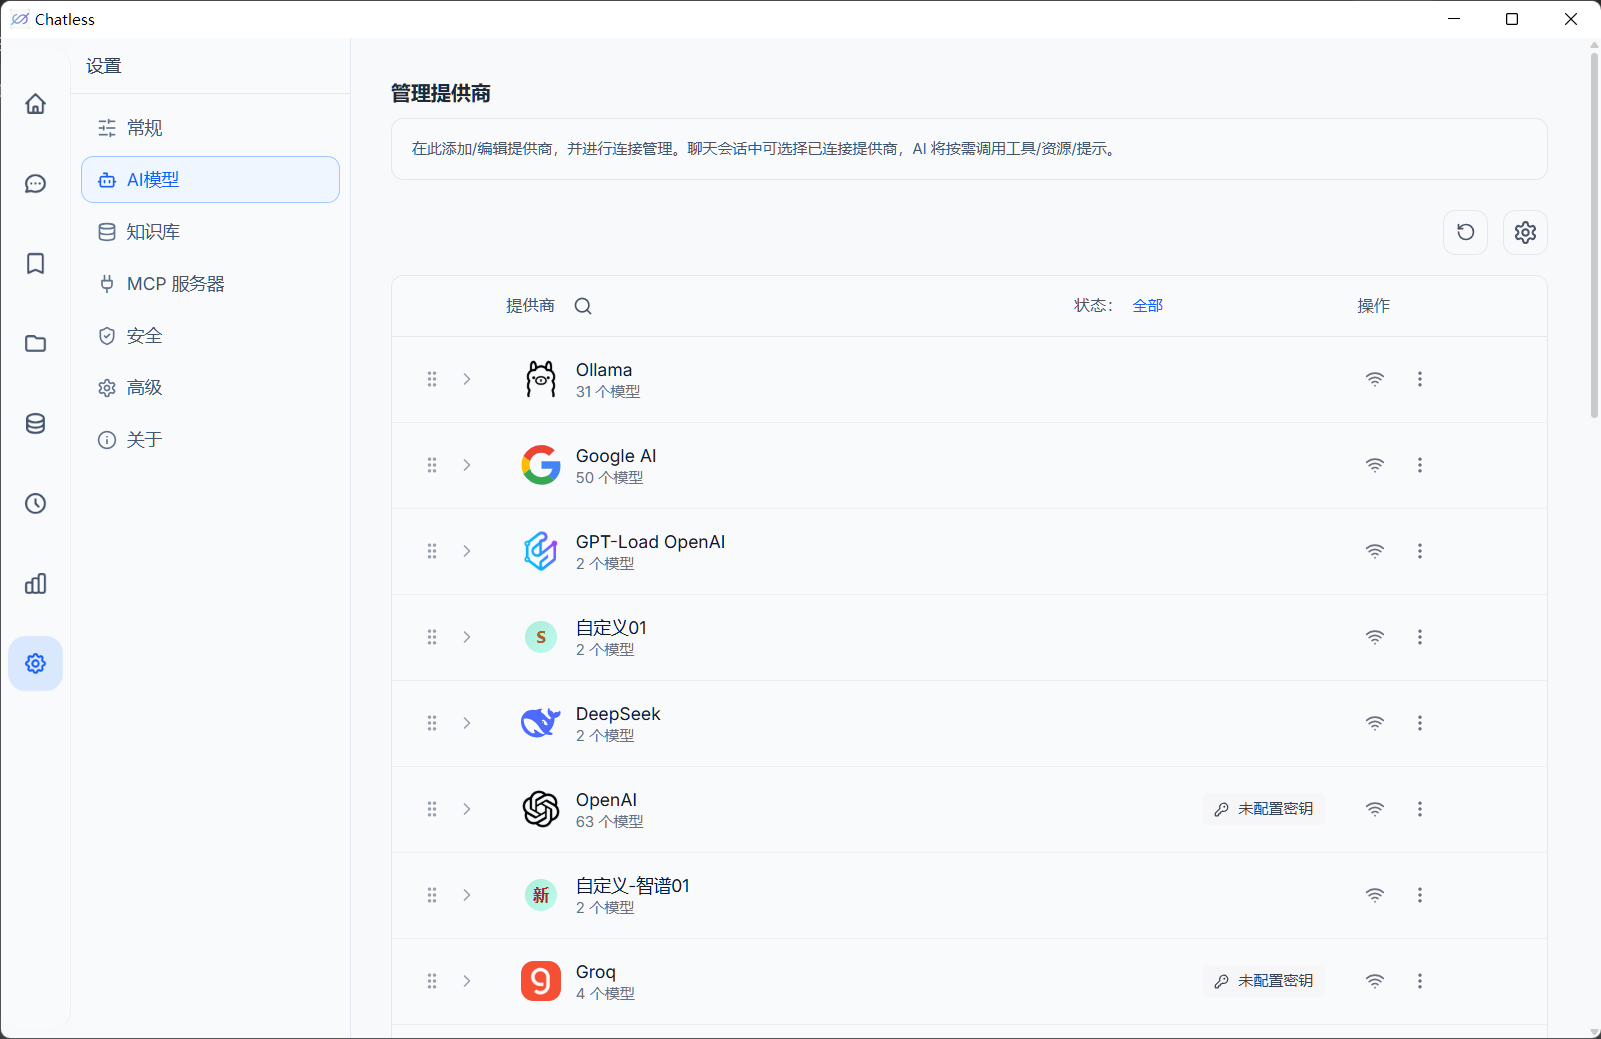 Chatless
设置
常规
AI模型
知识库
MCP 服务器
安全
高级
关于
管理提供商
在此添加/编辑提供商，并进行连接管理。聊天会话中可选择已连接提供商，AI 将按需调用工具/资源/提示。
提供商 状态： 全部 操作
Ollama
31 个模型
Google AI
50 个模型
GPT-Load OpenAI
2 个模型
S
自定义01
2 个模型
DeepSeek
2 个模型
OpenAI
63 个模型
未配置密钥
新
自定义-智谱01
2 个模型
Groq
4 个模型
未配置密钥